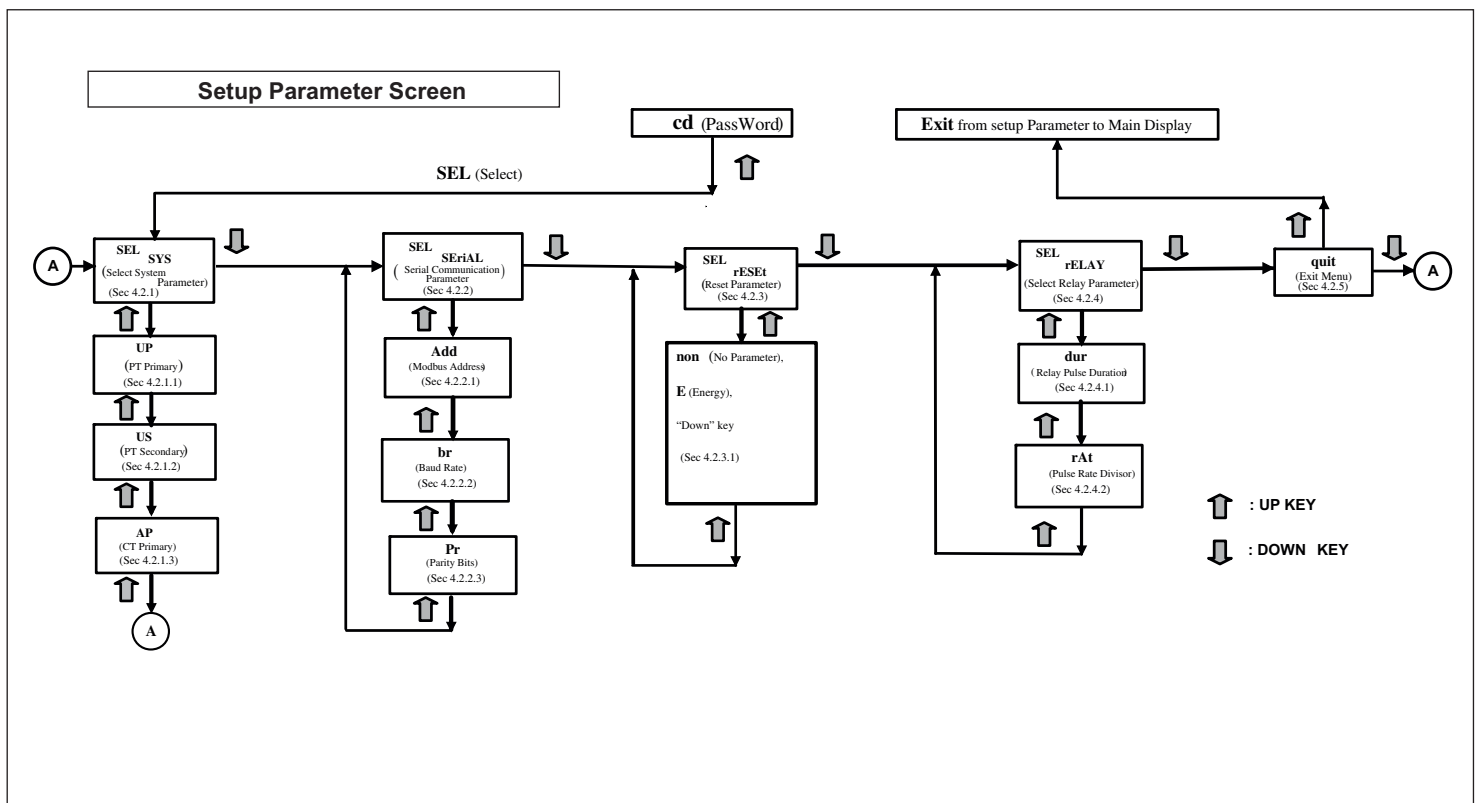 Setup Parameter Screen
cd (PassWord)
Exit from setup Parameter to Main Display
SEL (Select)
A
SEL
SYS
(Select System
Parameter)
(Sec 4.2.1)
UP
(PT Primary)
(Sec 4.2.1.1)
US
(PT Secondary)
(Sec 4.2.1.2)
AP
(CT Primary)
(Sec 4.2.1.3)
A
SEL
SEriAL
( Serial Communication )
Parameter
(Sec 4.2.2)
Add
(Modbus Address)
(Sec 4.2.2.1)
br
(Baud Rate)
(Sec 4.2.2.2)
Pr
(Parity Bits)
(Sec 4.2.2.3)
SEL
rESEt
(Reset Parameter)
(Sec 4.2.3)
non (No Parameter),
E (Energy),
“Down” key
(Sec 4.2.3.1)
SEL
rELAY
(Select Relay Parameter)
(Sec 4.2.4)
dur
( Relay Pulse Duration)
(Sec 4.2.4.1)
rAt
(Pulse Rate Divisor)
(Sec 4.2.4.2)
quit
(Exit Menu)
(Sec 4.2.5)
A
: UP KEY
: DOWN KEY